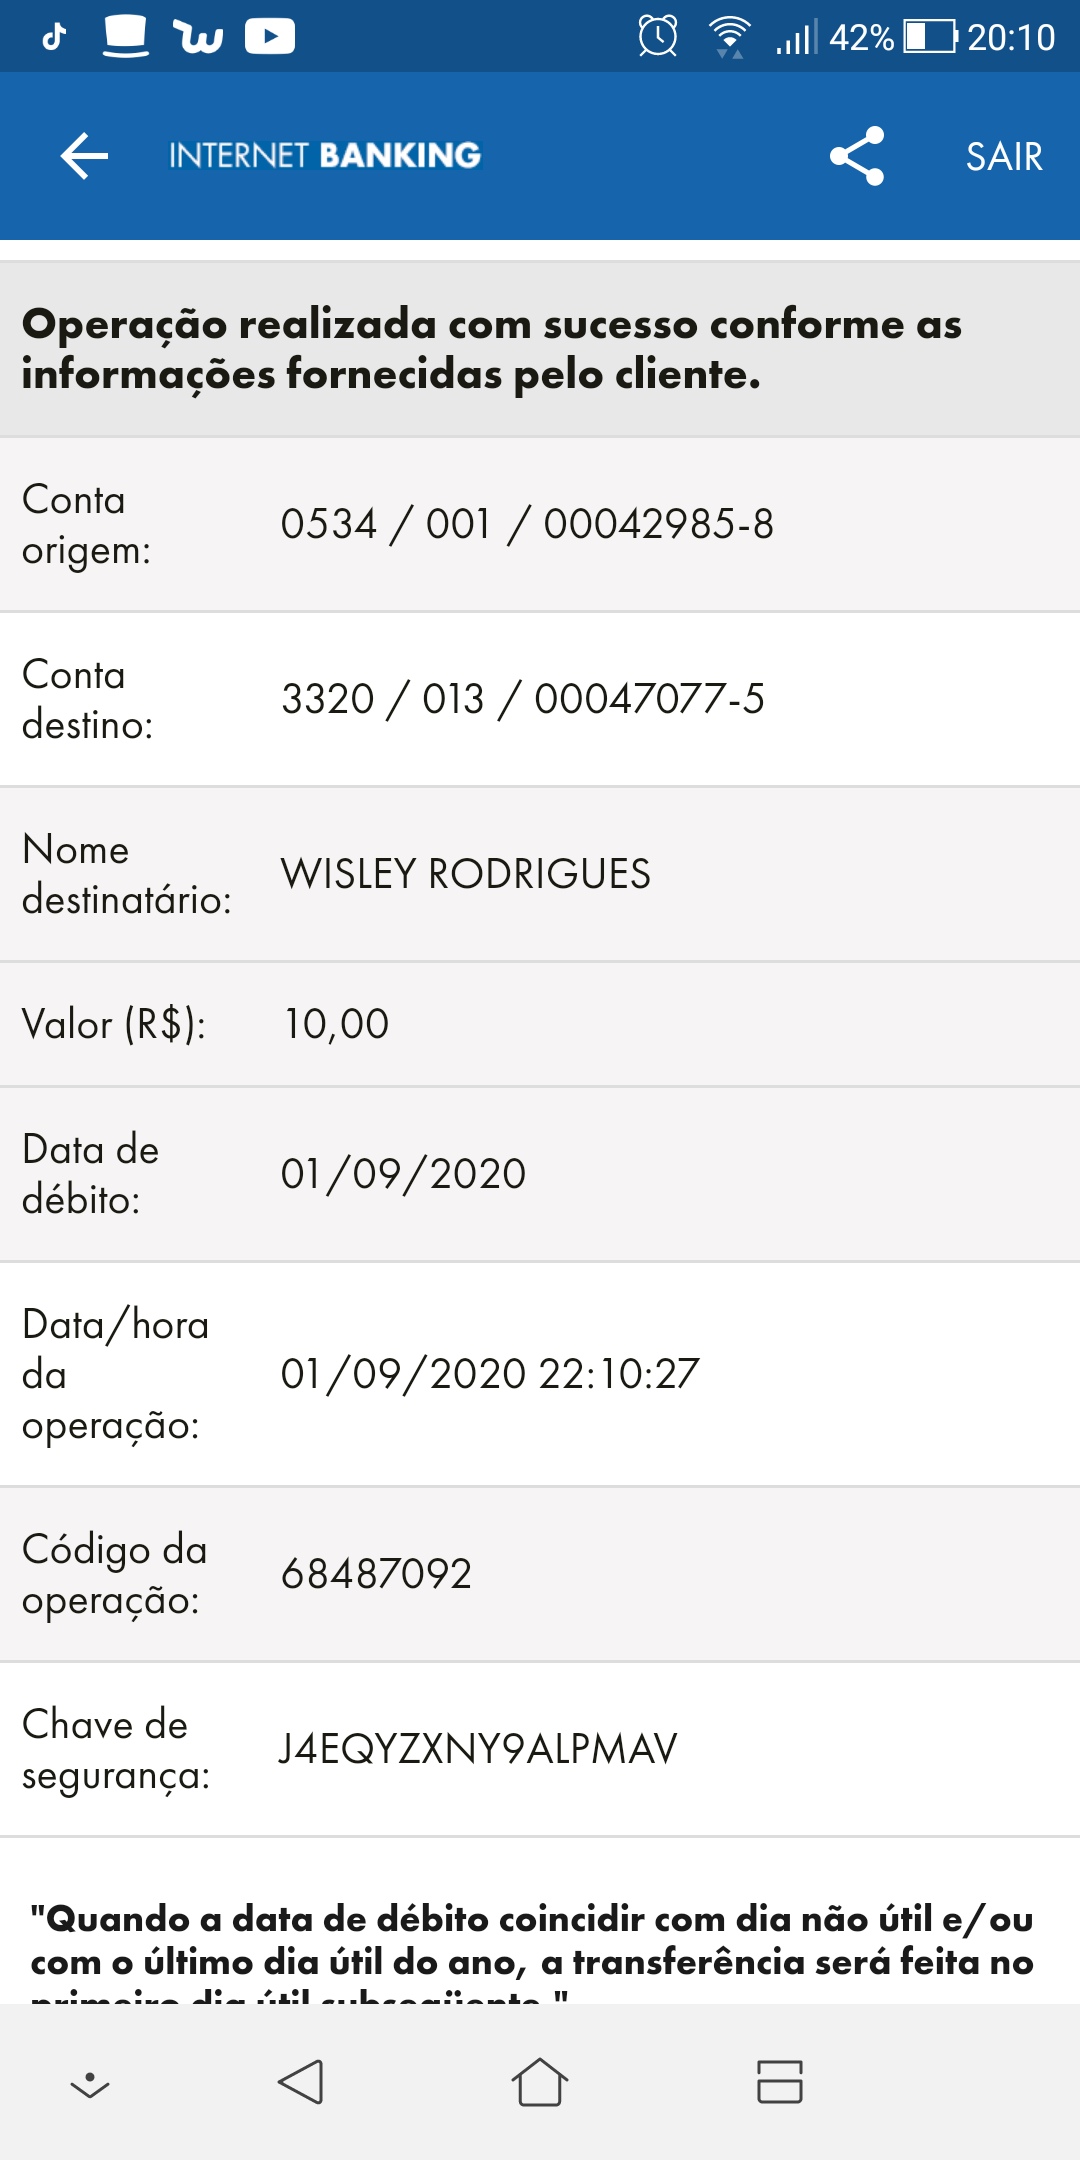 42% 20:10
INTERNET BANKING SAIR
Operação realizada com sucesso conforme as
informações fornecidas pelo cliente.
Conta
origem: 0534 / 001 / 00042985-8
Conta
destino: 3320 / 013 / 00047077-5
Nome
destinatário: WISLEY RODRIGUES
Valor (R$): 10,00
Data de
débito: 01/09/2020
Data/hora
da
operação: 01/09/2020 22:10:27
Código da
operação: 68487092
Chave de
segurança: J4EQYZXNY9ALPMAV
"Quando a data de débito coincidir com dia não útil e/ou
com o último dia útil do ano, a transferência será feita no
primeiro dia útil subseqüente."